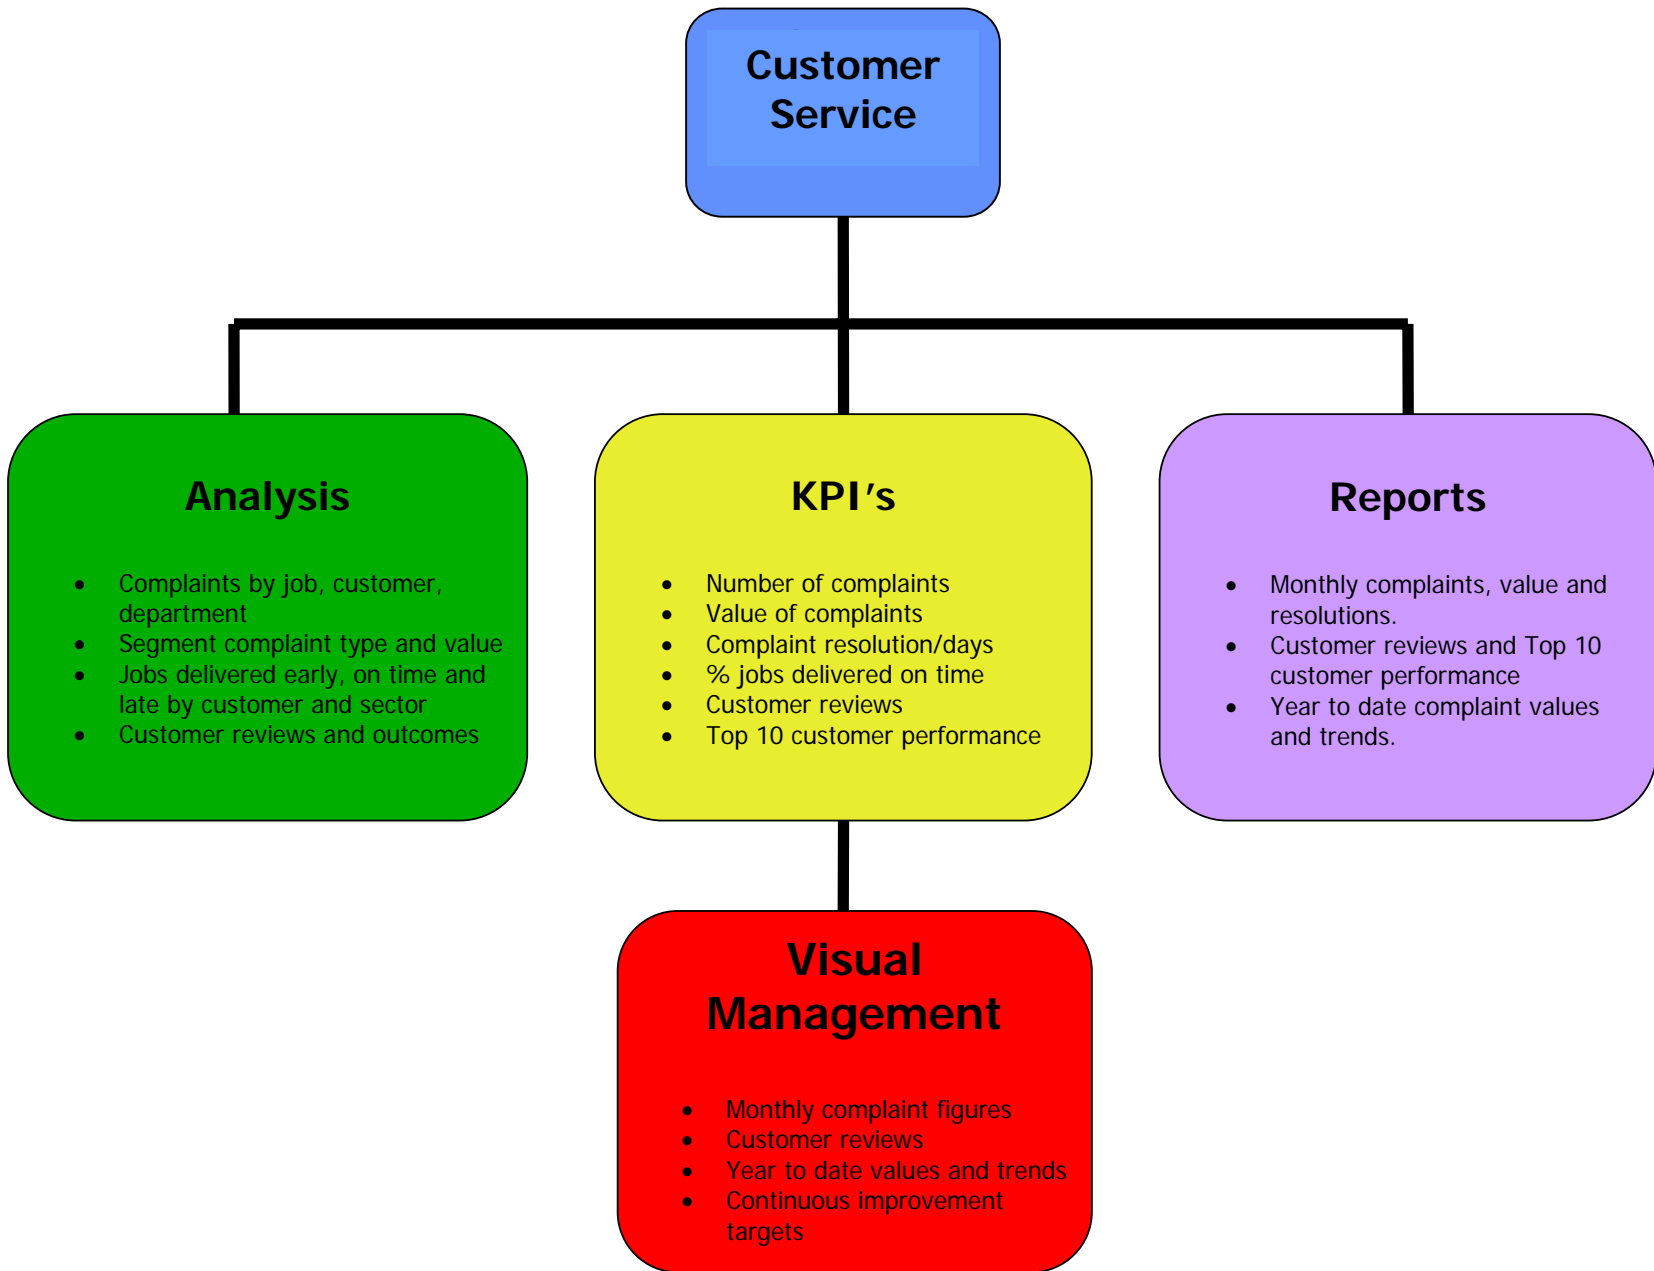 Customer
Service
Analysis
• Complaints by job, customer,
department
• Segment complaint type and value
• Jobs delivered early, on time and
late by customer and sector
• Customer reviews and outcomes
KPI's
• Number of complaints
• Value of complaints
• Complaint resolution/days
• % jobs delivered on time
• Customer reviews
• Top 10 customer performance
Reports
• Monthly complaints, value and
resolutions.
• Customer reviews and Top 10
customer performance
• Year to date complaint values
and trends.
Visual
Management
• Monthly complaint figures
• Customer reviews
• Year to date values and trends
• Continuous improvement
targets